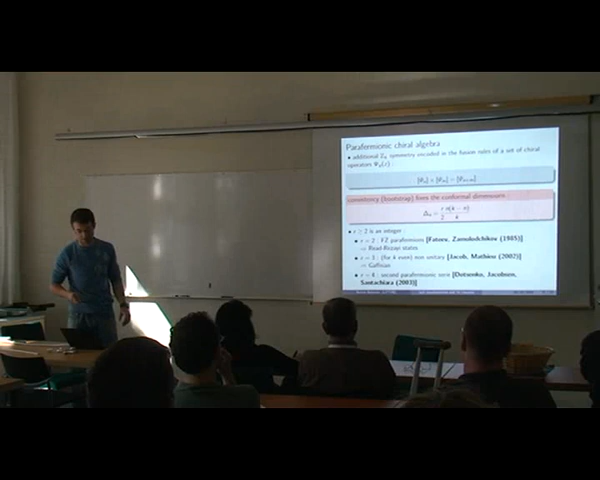 Parafermionic chiral algebra
• additional Z_k symmetry encoded in the fusion rules of a set of chiral
operators Ψ_n(z) :
[Ψ_n] × [Ψ_m] = [Ψ_{n+m}]
consistency (bootstrap) fixes the conformal dimensions :
Δ_n = r/2 n(k − n)/k
• r ≥ 2 is an integer
• r = 2 : FZ parafermions [Fateev, Zamolodchikov (1985)]
⇒ Read-Rezayi states
• r = 3 : (for k even) non unitary [Jacob, Mathieu (2002)]
⇒ Gaffnian
• r = 4 : second parafermionic serie [Dotsenko, Jacobsen,
Santachiara (2003)]